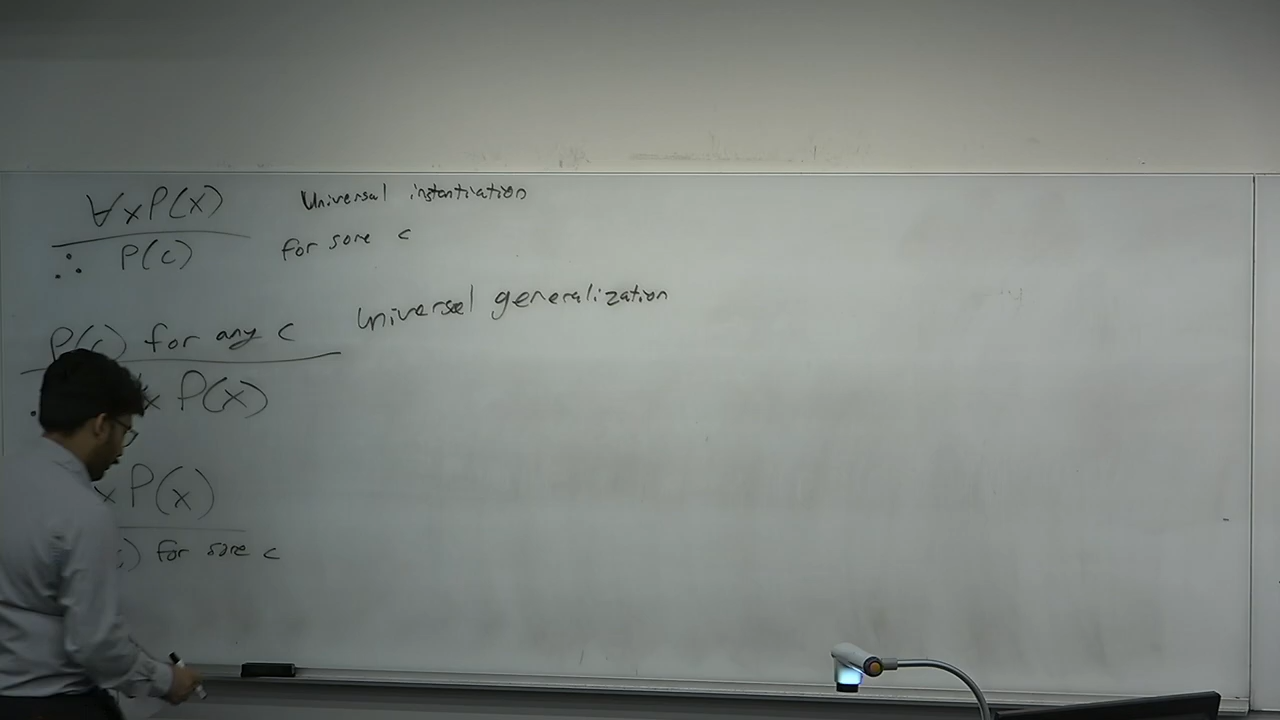 ∀x P(x) Universal instantiation
∴ P(c) for some c
P(c) for any c Universal generalization
x P(x)
x P(x)
) for some c